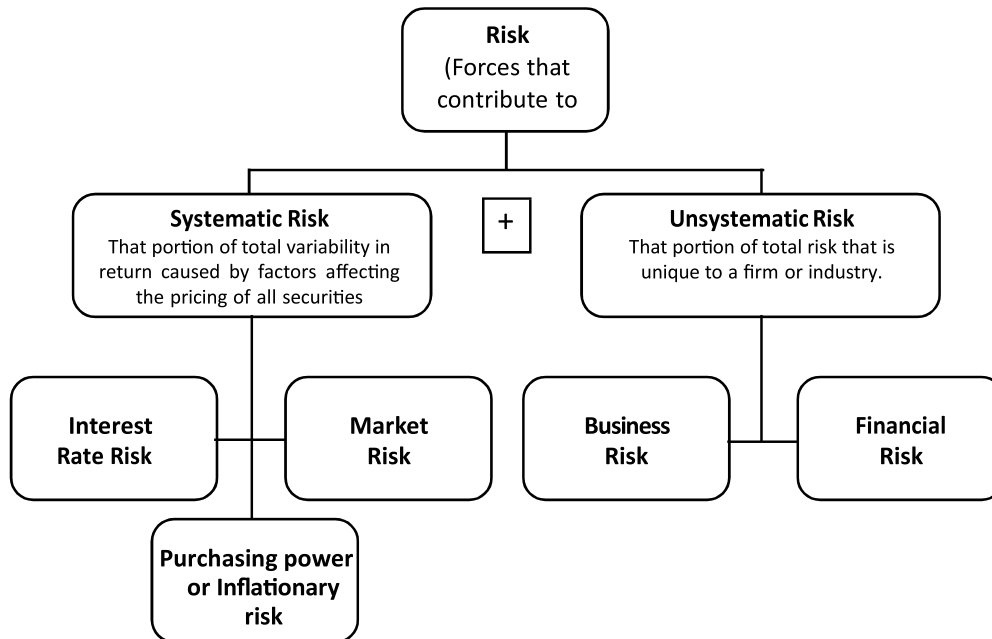 Risk
(Forces that
contribute to
Systematic Risk
That portion of total variability in
return caused by factors affecting
the pricing of all securities
+
Unsystematic Risk
That portion of total risk that is
unique to a firm or industry.
Interest
Rate Risk
Market
Risk
Business
Risk
Financial
Risk
Purchasing power
or Inflationary
risk